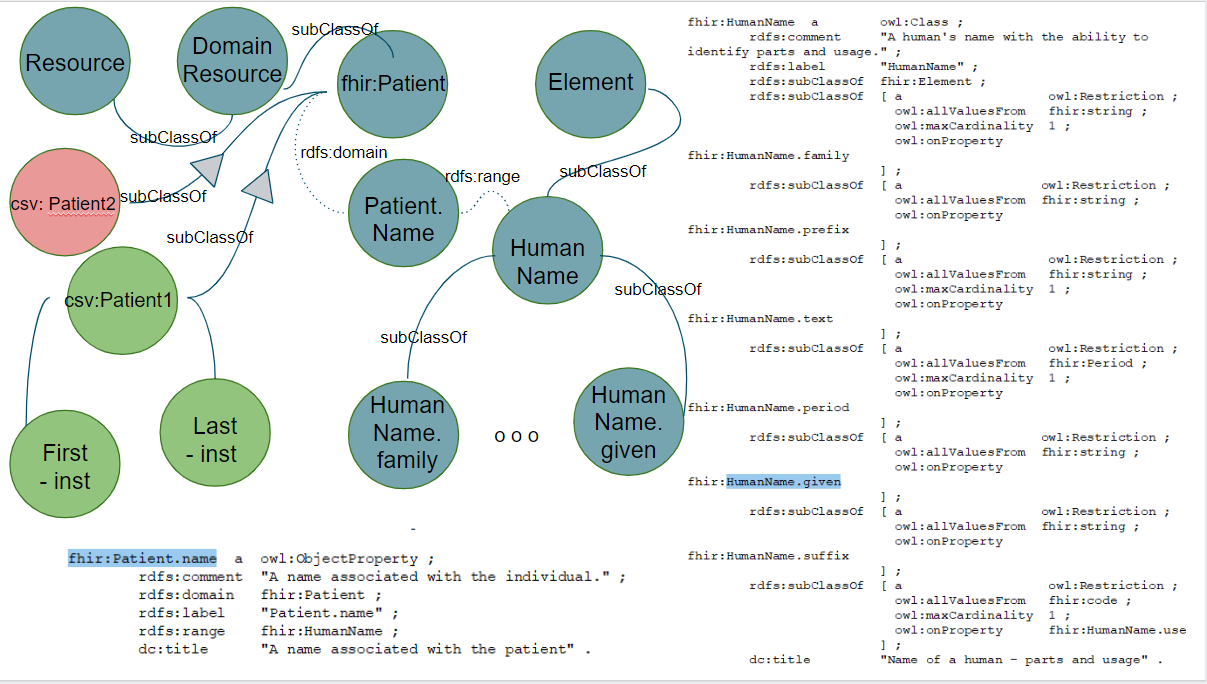 Resource
Domain
Resource
subClassOf
fhir:Patient
Element
subClassOf
rdfs:domain
subClassOf
rdfs:range
csv: Patient2
subClassOf
Patient.
Name
subClassOf
Human
Name
csv:Patient1
subClassOf
subClassOf
First
- inst
Last
- inst
Human
Name.
family
o o o
Human
Name.
given
-
fhir:Patient.name a owl:ObjectProperty ;
rdfs:comment "A name associated with the individual." ;
rdfs:domain fhir:Patient ;
rdfs:label "Patient.name" ;
rdfs:range fhir:HumanName ;
dc:title "A name associated with the patient" .
fhir:HumanName a owl:Class ;
rdfs:comment "A human's name with the ability to
identify parts and usage." ;
rdfs:label "HumanName" ;
rdfs:subClassOf fhir:Element ;
rdfs:subClassOf [ a owl:Restriction ;
owl:allValuesFrom fhir:string ;
owl:maxCardinality 1 ;
owl:onProperty
fhir:HumanName.family
] ;
rdfs:subClassOf [ a owl:Restriction ;
owl:allValuesFrom fhir:string ;
owl:onProperty
fhir:HumanName.prefix
] ;
rdfs:subClassOf [ a owl:Restriction ;
owl:allValuesFrom fhir:string ;
owl:maxCardinality 1 ;
owl:onProperty
fhir:HumanName.text
] ;
rdfs:subClassOf [ a owl:Restriction ;
owl:allValuesFrom fhir:Period ;
owl:maxCardinality 1 ;
owl:onProperty
fhir:HumanName.period
] ;
rdfs:subClassOf [ a owl:Restriction ;
owl:allValuesFrom fhir:string ;
owl:onProperty
fhir:HumanName.given
] ;
rdfs:subClassOf [ a owl:Restriction ;
owl:allValuesFrom fhir:string ;
owl:onProperty
fhir:HumanName.suffix
] ;
rdfs:subClassOf [ a owl:Restriction ;
owl:allValuesFrom fhir:code ;
owl:maxCardinality 1 ;
owl:onProperty fhir:HumanName.use
] ;
dc:title "Name of a human - parts and usage" .